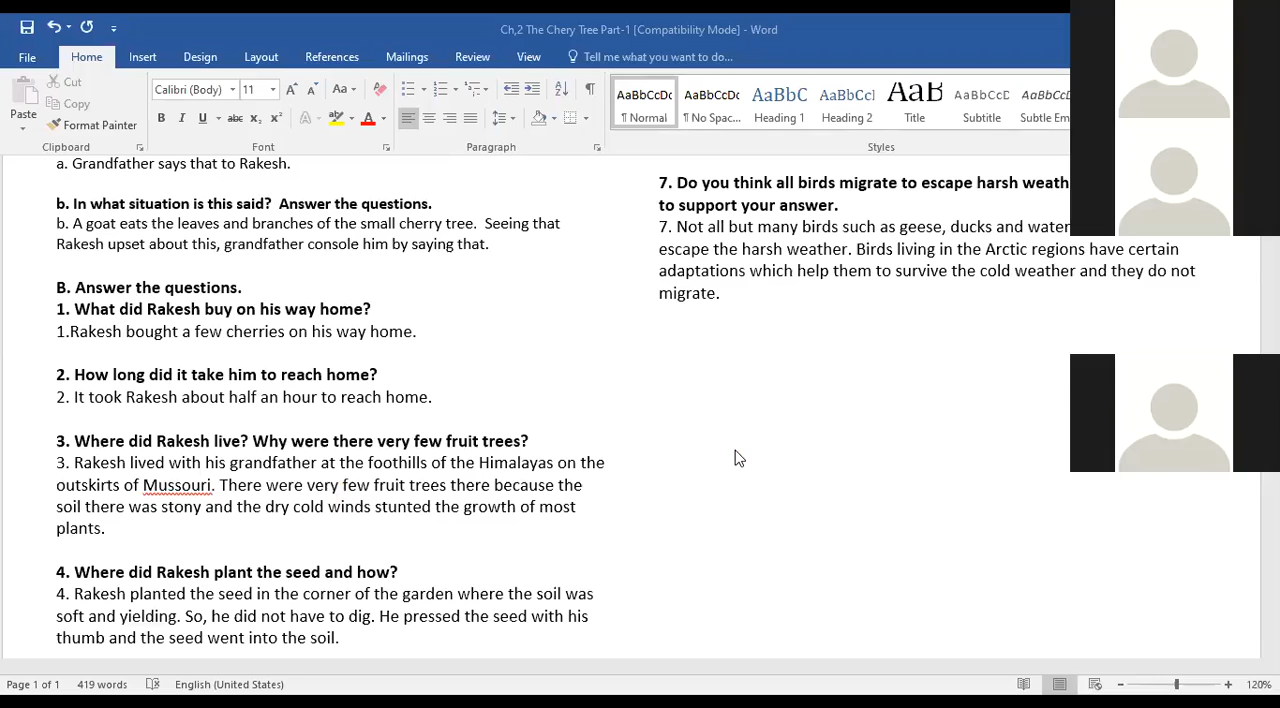 Ch,2 The Chery Tree Part-1 [Compatibility Mode] - Word
File Home Insert Design Layout References Mailings Review View Tell me what you want to do...
Paste
Cut
Copy
Format Painter
Clipboard
Calibri (Body) 11
Font
Paragraph
AaBbCcDc AaBbCcDc AaBbC AaBbCcl AaB AaBbCcD AaBbCcD
¶ Normal ¶ No Spac... Heading 1 Heading 2 Title Subtitle Subtle Em
Styles
a. Grandfather says that to Rakesh.
b. In what situation is this said? Answer the questions.
b. A goat eats the leaves and branches of the small cherry tree. Seeing that
Rakesh upset about this, grandfather console him by saying that.
B. Answer the questions.
1. What did Rakesh buy on his way home?
1.Rakesh bought a few cherries on his way home.
2. How long did it take him to reach home?
2. It took Rakesh about half an hour to reach home.
3. Where did Rakesh live? Why were there very few fruit trees?
3. Rakesh lived with his grandfather at the foothills of the Himalayas on the
outskirts of Mussouri. There were very few fruit trees there because the
soil there was stony and the dry cold winds stunted the growth of most
plants.
4. Where did Rakesh plant the seed and how?
4. Rakesh planted the seed in the corner of the garden where the soil was
soft and yielding. So, he did not have to dig. He pressed the seed with his
thumb and the seed went into the soil.
7. Do you think all birds migrate to escape harsh weath
to support your answer.
7. Not all but many birds such as geese, ducks and water
escape the harsh weather. Birds living in the Arctic regions have certain
adaptations which help them to survive the cold weather and they do not
migrate.
Page 1 of 1 419 words English (United States) 120%